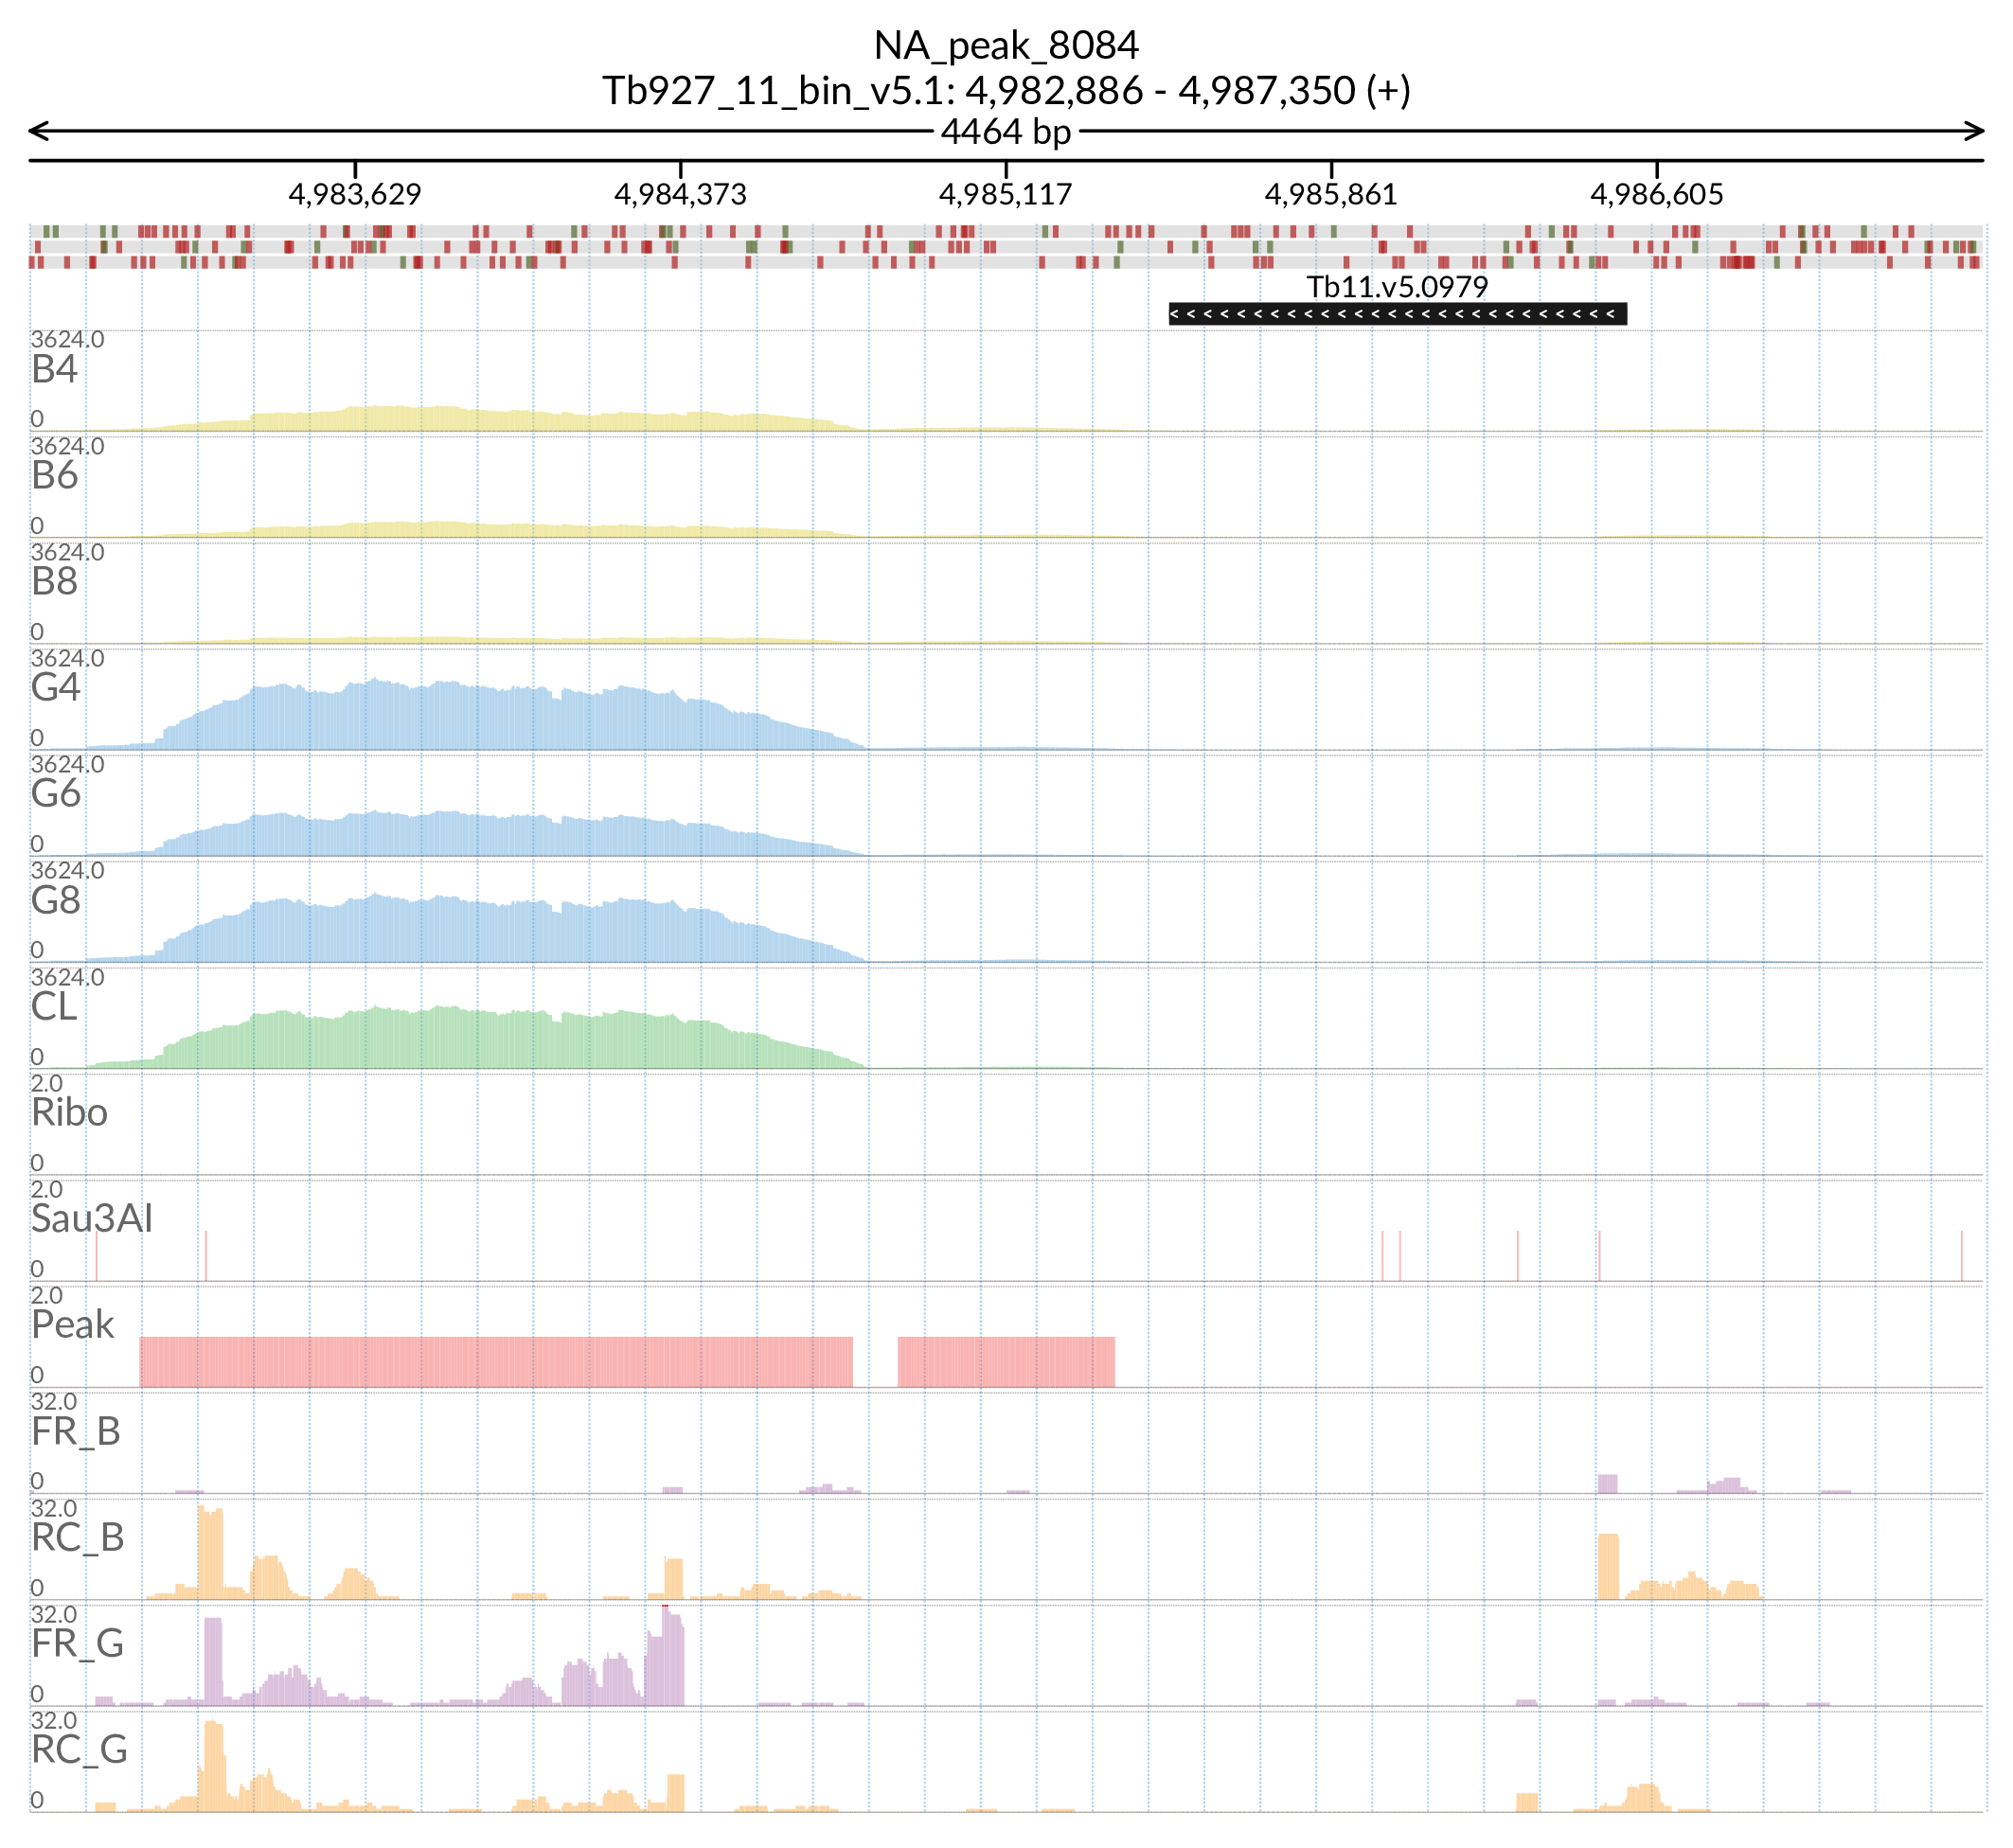 NA_peak_8084
Tb927_11_bin_v5.1: 4,982,886 - 4,987,350 (+)
4464 bp
4,983,629 4,984,373 4,985,117 4,985,861 4,986,605
Tb11.v5.0979
3624.0
B4
0
3624.0
B6
0
3624.0
B8
0
3624.0
G4
0
3624.0
G6
0
3624.0
G8
0
3624.0
CL
0
2.0
Ribo
0
2.0
Sau3AI
0
2.0
Peak
0
32.0
FR_B
0
32.0
RC_B
0
32.0
FR_G
0
32.0
RC_G
0